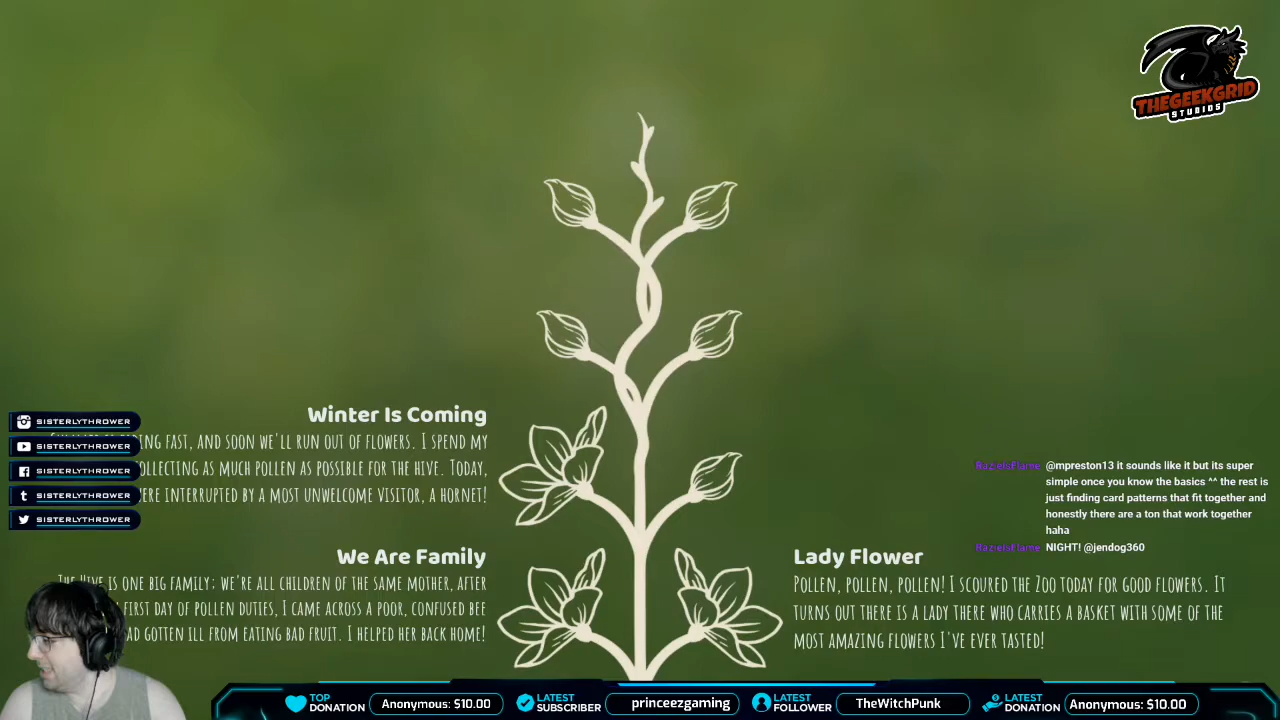 THEGEEKGRID
STUDIOS
Winter Is Coming
ING FAST, AND SOON WE'LL RUN OUT OF FLOWERS. I SPEND MY
OLLECTING AS MUCH POLLEN AS POSSIBLE FOR THE HIVE. TODAY,
ERE INTERRUPTED BY A MOST UNWELCOME VISITOR, A HORNET!
SISTERLYTHROWER
SISTERLYTHROWER
SISTERLYTHROWER
SISTERLYTHROWER
SISTERLYTHROWER
RazielsFlame @mpreston13 it sounds like it but its super
simple once you know the basics ^^ the rest is
just finding card patterns that fit together and
honestly there are a ton that work together
haha
RazielsFlame NIGHT! @jendog360
We Are Family
THE HIVE IS ONE BIG FAMILY; WE'RE ALL CHILDREN OF THE SAME MOTHER, AFTER
FIRST DAY OF POLLEN DUTIES, I CAME ACROSS A POOR, CONFUSED BEE
AD GOTTEN ILL FROM EATING BAD FRUIT. I HELPED HER BACK HOME!
Lady Flower
POLLEN, POLLEN, POLLEN! I SCOURED THE ZOO TODAY FOR GOOD FLOWERS. IT
TURNS OUT THERE IS A LADY THERE WHO CARRIES A BASKET WITH SOME OF THE
MOST AMAZING FLOWERS I'VE EVER TASTED!
TOP DONATION Anonymous: $10.00
LATEST SUBSCRIBER princeezgaming
LATEST FOLLOWER TheWitchPunk
LATEST DONATION Anonymous: $10.00